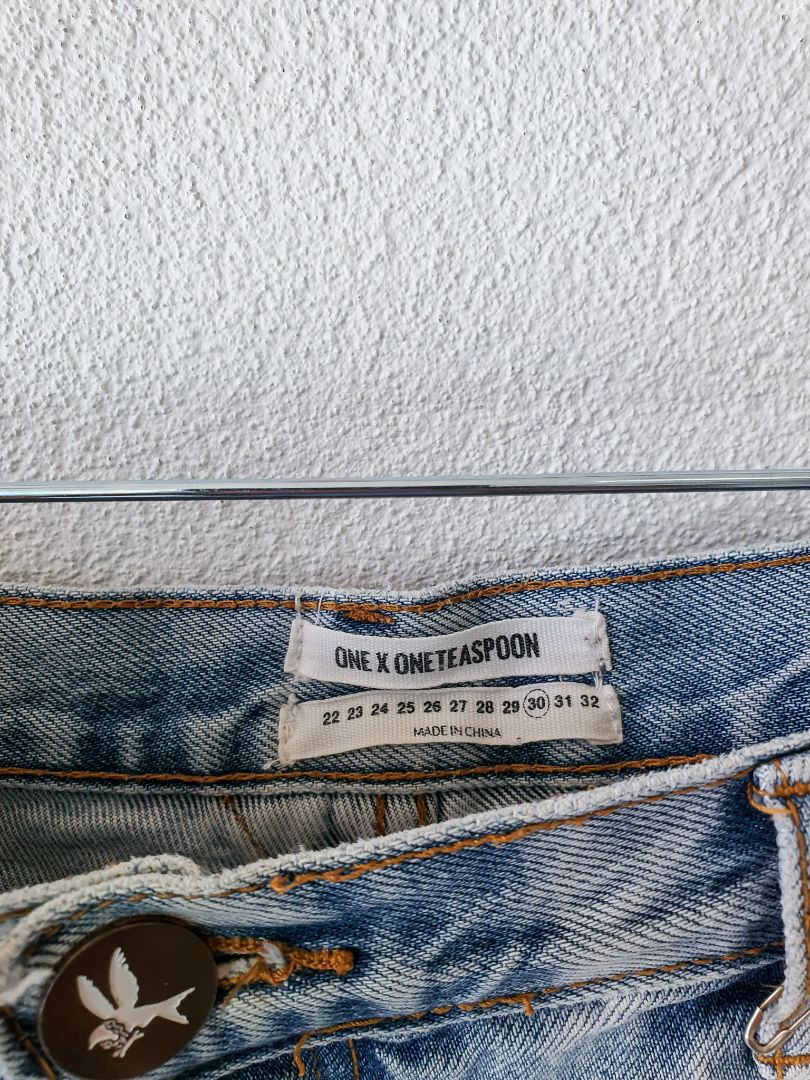 ONE X ONETEASPOON
22 23 24 25 26 27 28 29 30 31 32
MADE IN CHINA